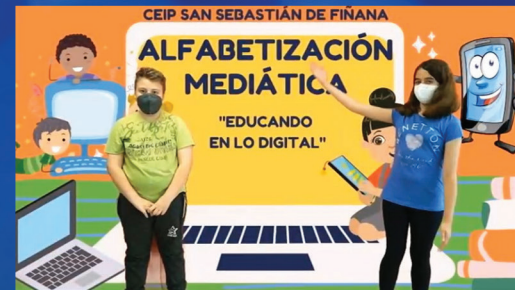 CEIP SAN SEBASTIÁN DE FIÑANA
ALFABETIZACIÓN
MEDIÁTICA
"EDUCANDO
EN LO DIGITAL"